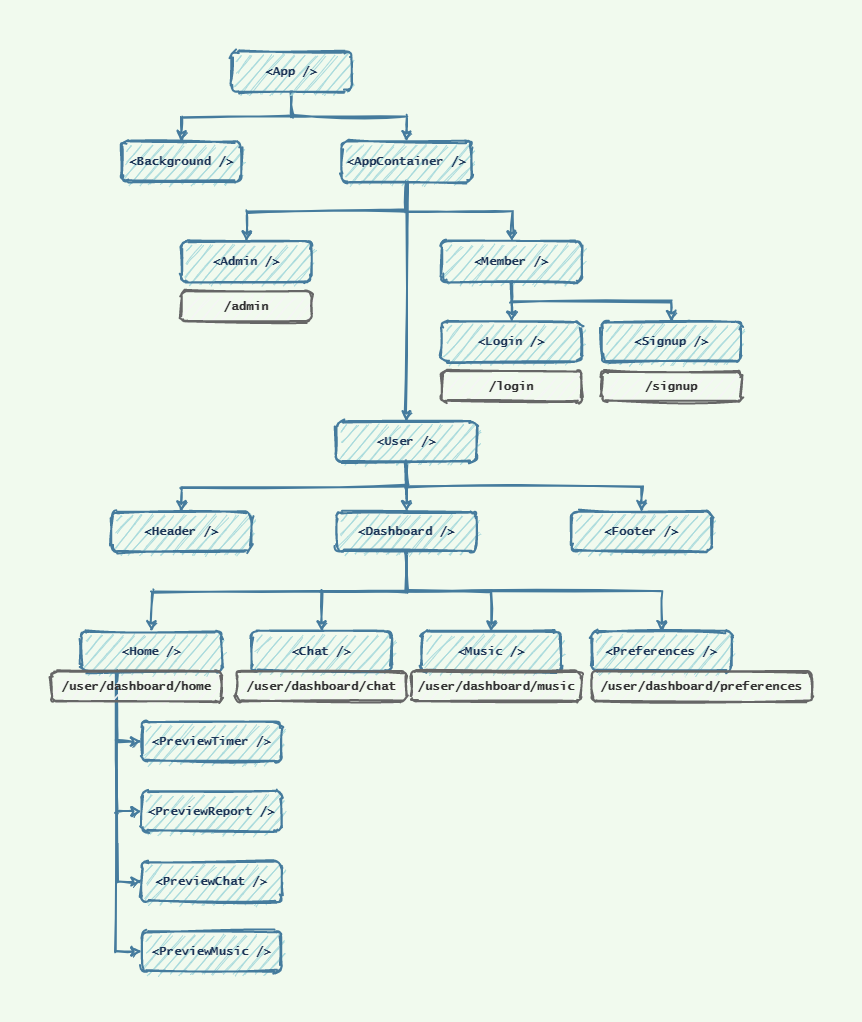 <App />
<Background />
<AppContainer />
<Admin />
<Member />
/admin
<Login />
<Signup />
/login
/signup
<User />
<Header />
<Dashboard />
<Footer />
<Home />
<Chat />
<Music />
<Preferences />
/user/dashboard/home
/user/dashboard/chat
/user/dashboard/music
/user/dashboard/preferences
<PreviewTimer />
<PreviewReport />
<PreviewChat />
<PreviewMusic />